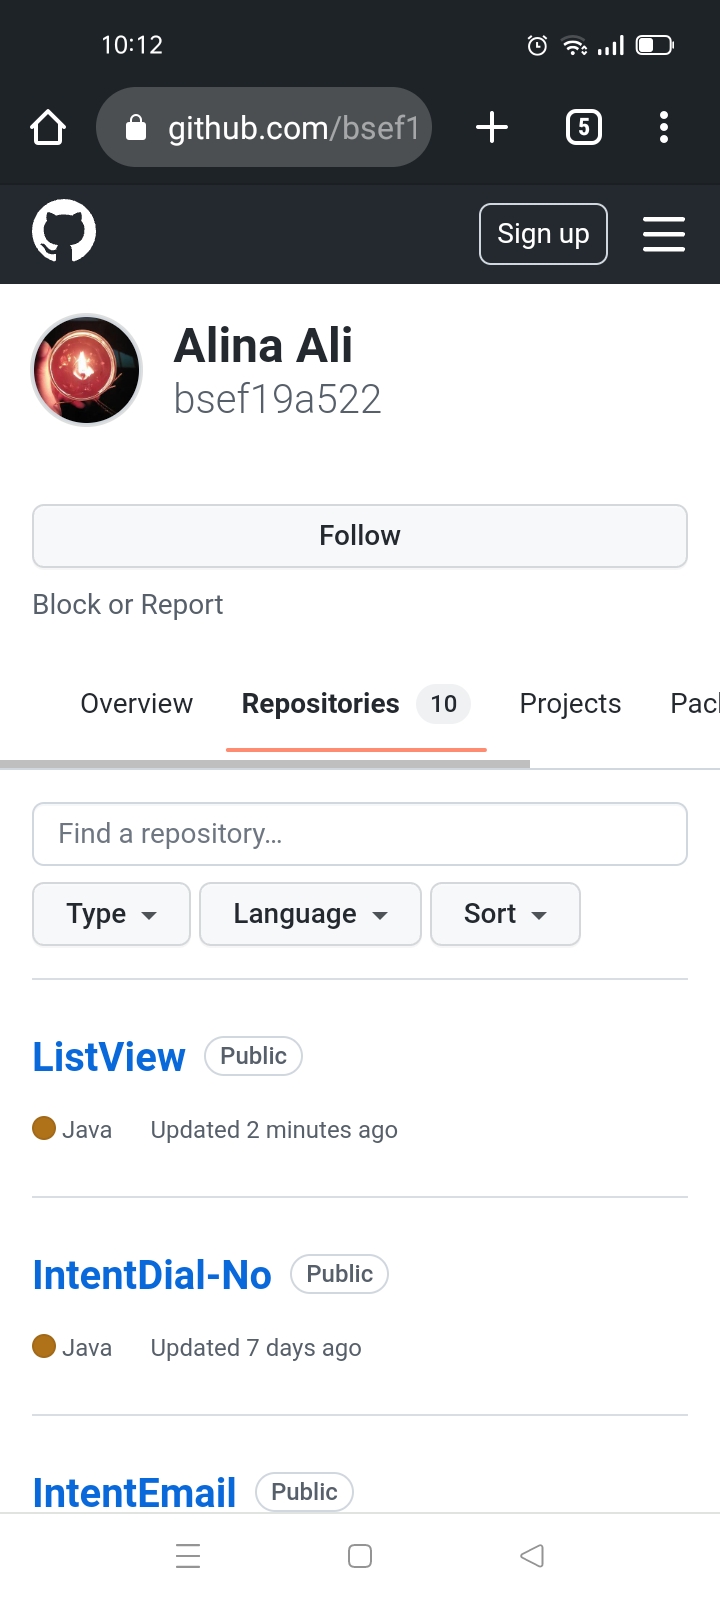 10:12
github.com/bsef1
5
Sign up
Alina Ali
bsef19a522
Follow
Block or Report
Overview Repositories 10 Projects Pac
Find a repository...
Type Language Sort
ListView Public
Java Updated 2 minutes ago
IntentDial-No Public
Java Updated 7 days ago
IntentEmail Public